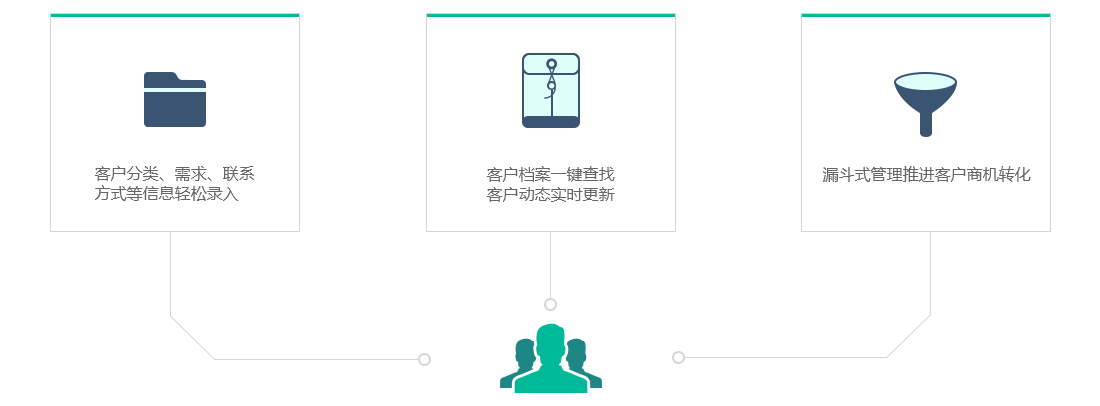 客户分类、需求、联系
方式等信息轻松录入
客户档案一键查找
客户动态实时更新
漏斗式管理推进客户商机转化